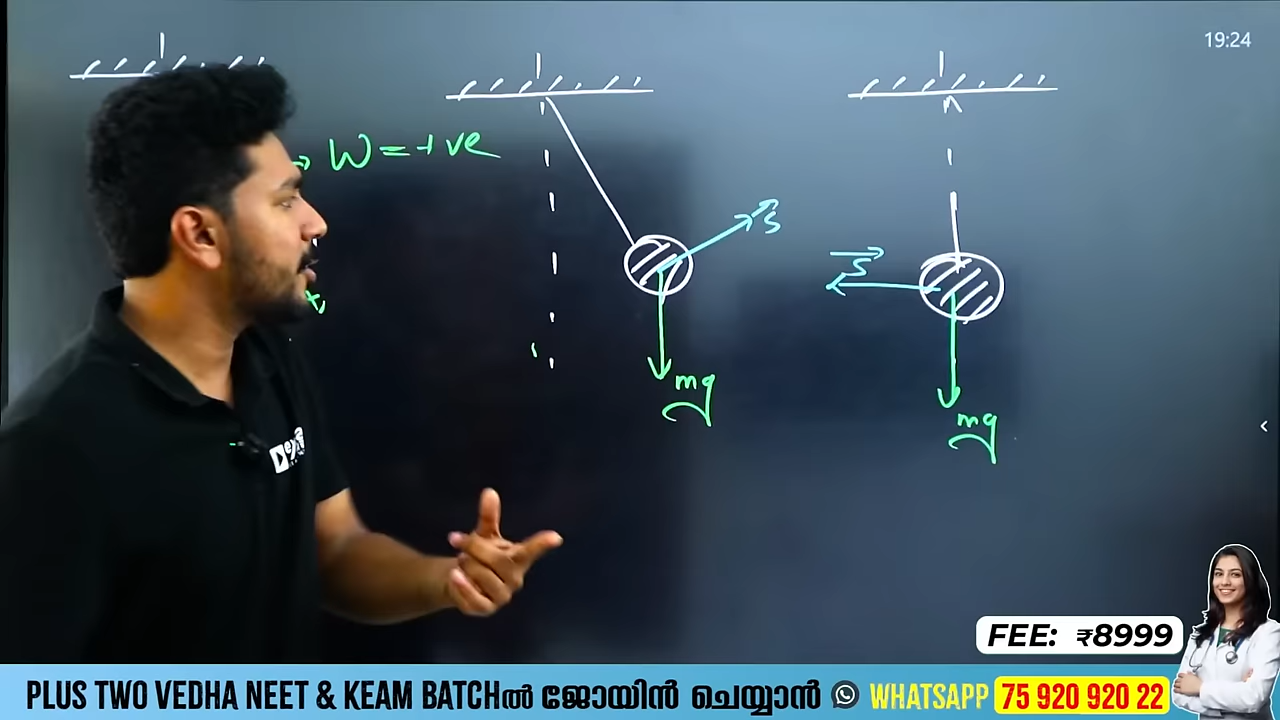 19:24
W = +ve
S
S
mg
mg
FEE: ₹8999
PLUS TWO VEDHA NEET & KEAM BATCHൽ ജോയിൻ ചെയ്യാൻ WHATSAPP 75 920 920 22